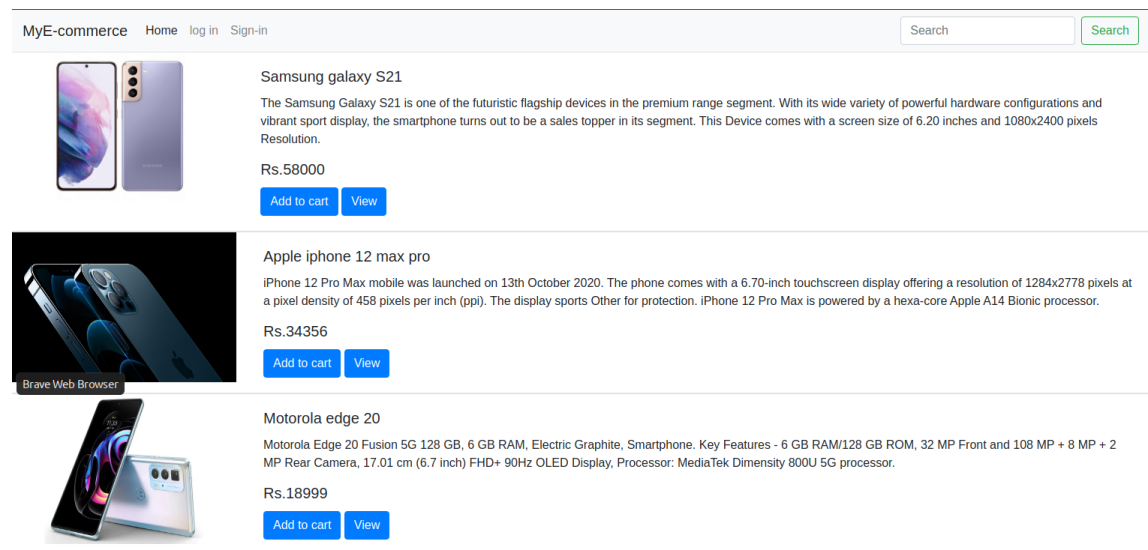 MyE-commerce Home log in Sign-in Search Search
Samsung galaxy S21
The Samsung Galaxy S21 is one of the futuristic flagship devices in the premium range segment. With its wide variety of powerful hardware configurations and
vibrant sport display, the smartphone turns out to be a sales topper in its segment. This Device comes with a screen size of 6.20 inches and 1080x2400 pixels
Resolution.
Rs.58000
Add to cart View
Apple iphone 12 max pro
iPhone 12 Pro Max mobile was launched on 13th October 2020. The phone comes with a 6.70-inch touchscreen display offering a resolution of 1284x2778 pixels at
a pixel density of 458 pixels per inch (ppi). The display sports Other for protection. iPhone 12 Pro Max is powered by a hexa-core Apple A14 Bionic processor.
Rs.34356
Add to cart View
Brave Web Browser
Motorola edge 20
Motorola Edge 20 Fusion 5G 128 GB, 6 GB RAM, Electric Graphite, Smartphone. Key Features - 6 GB RAM/128 GB ROM, 32 MP Front and 108 MP + 8 MP + 2
MP Rear Camera, 17.01 cm (6.7 inch) FHD+ 90Hz OLED Display, Processor: MediaTek Dimensity 800U 5G processor.
Rs.18999
Add to cart View